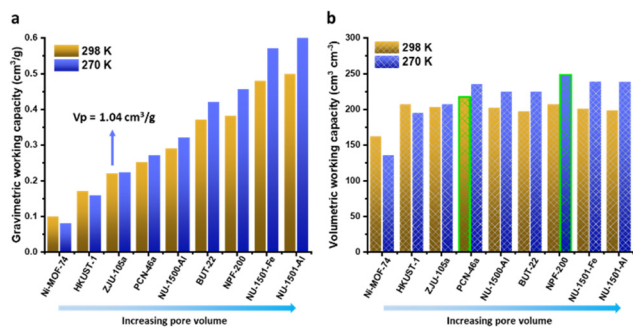 a
Gravimetric working capacity (cm³/g)
0.6
0.5
0.4
0.3
0.2
0.1
0.0
298 K
270 K
Vp = 1.04 cm³/g
Ni-MOF-74
HKUST-1
ZJU-105a
PCN-46a
NU-1500-Al
BUT-22
NPF-200
NU-1501-Fe
NU-1501-Al
Increasing pore volume
b
Volumetric working capacity (cm³ cm⁻³)
300
250
200
150
100
50
0
298 K
270 K
Ni-MOF-74
HKUST-1
ZJU-105a
PCN-46a
NU-1500-Al
BUT-22
NPF-200
NU-1501-Fe
NU-1501-Al
Increasing pore volume